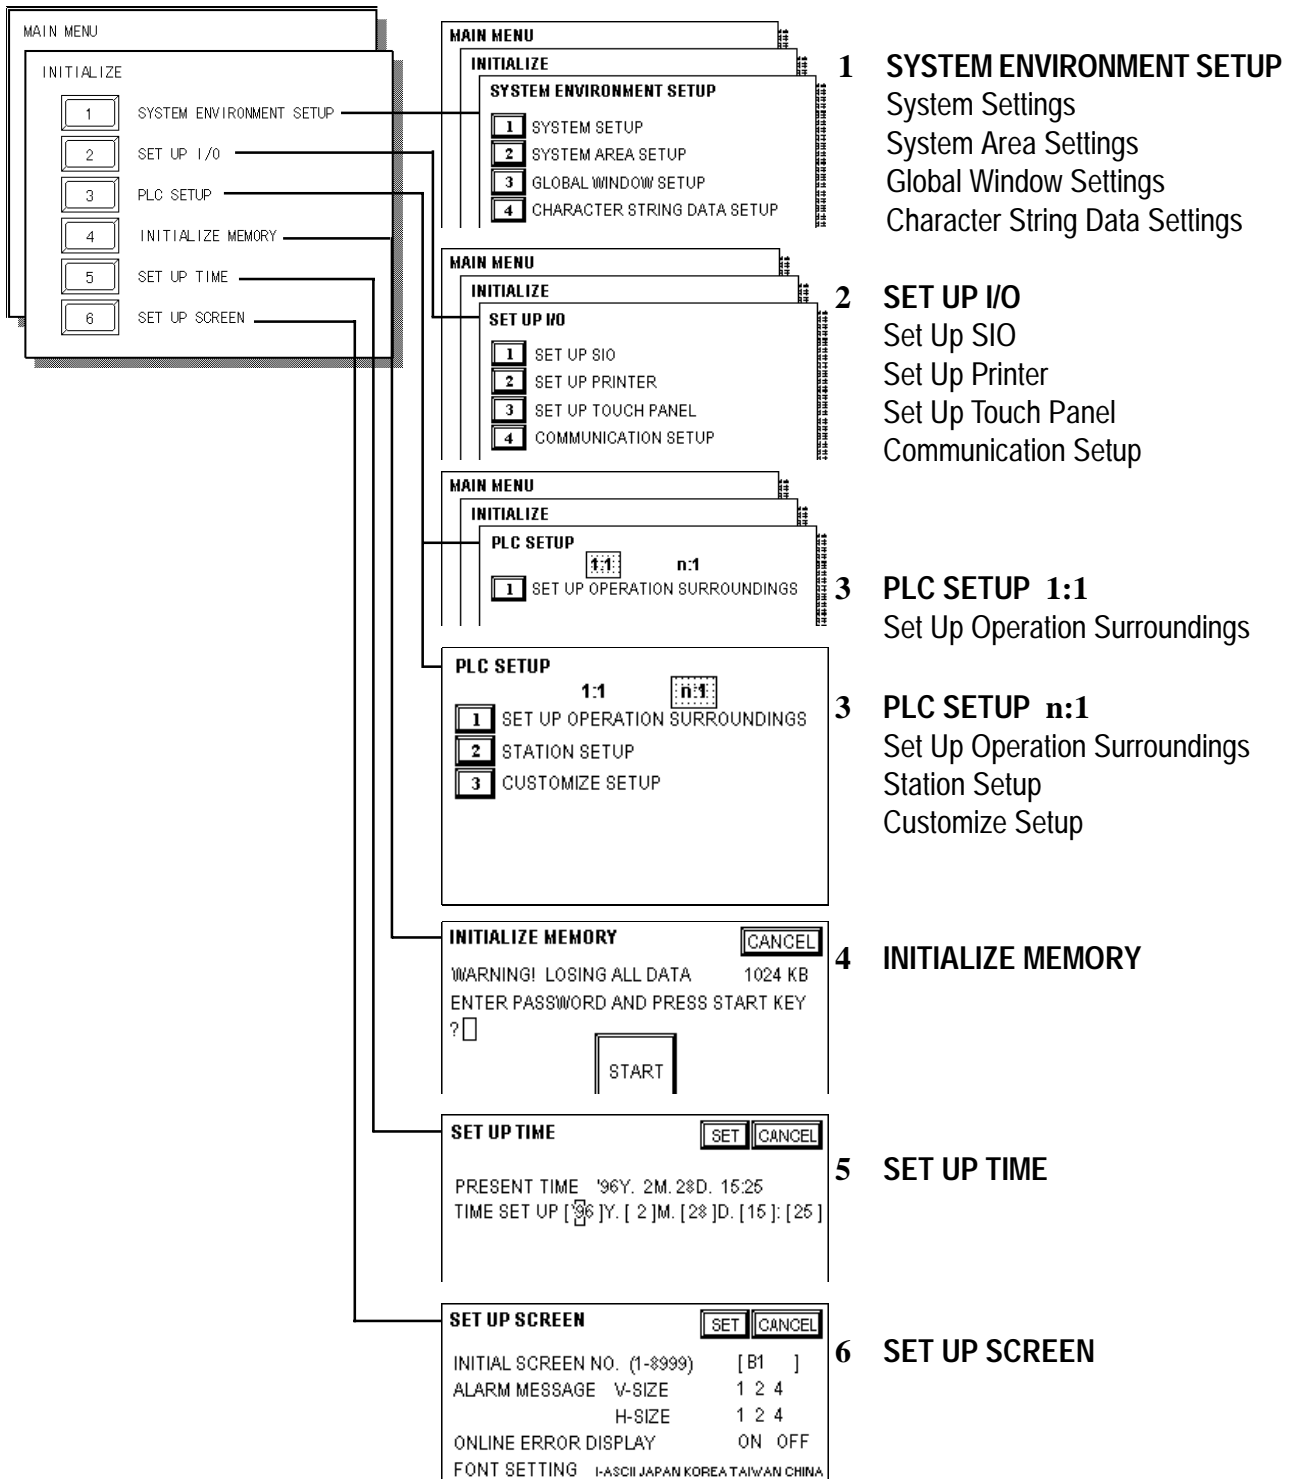 MAIN MENU
INITIALIZE
1 SYSTEM ENVIRONMENT SETUP
2 SET UP I/O
3 PLC SETUP
4 INITIALIZE MEMORY
5 SET UP TIME
6 SET UP SCREEN
MAIN MENU
INITIALIZE
SYSTEM ENVIRONMENT SETUP
1 SYSTEM SETUP
2 SYSTEM AREA SETUP
3 GLOBAL WINDOW SETUP
4 CHARACTER STRING DATA SETUP
1 SYSTEM ENVIRONMENT SETUP
System Settings
System Area Settings
Global Window Settings
Character String Data Settings
MAIN MENU
INITIALIZE
SET UP I/O
1 SET UP SIO
2 SET UP PRINTER
3 SET UP TOUCH PANEL
4 COMMUNICATION SETUP
2 SET UP I/O
Set Up SIO
Set Up Printer
Set Up Touch Panel
Communication Setup
MAIN MENU
INITIALIZE
PLC SETUP
1:1 n:1
1 SET UP OPERATION SURROUNDINGS
3 PLC SETUP 1:1
Set Up Operation Surroundings
PLC SETUP
1:1 n:1
1 SET UP OPERATION SURROUNDINGS
2 STATION SETUP
3 CUSTOMIZE SETUP
3 PLC SETUP n:1
Set Up Operation Surroundings
Station Setup
Customize Setup
INITIALIZE MEMORY CANCEL
WARNING! LOSING ALL DATA 1024 KB
ENTER PASSWORD AND PRESS START KEY
?
START
4 INITIALIZE MEMORY
SET UP TIME SET CANCEL
PRESENT TIME '96Y. 2M. 28D. 15:25
TIME SET UP ['96 ]Y. [ 2 ]M. [28 ]D. [15 ]: [25 ]
5 SET UP TIME
SET UP SCREEN SET CANCEL
INITIAL SCREEN NO. (1-8999) [ B1 ]
ALARM MESSAGE V-SIZE 1 2 4
H-SIZE 1 2 4
ONLINE ERROR DISPLAY ON OFF
FONT SETTING I-ASCII JAPAN KOREA TAIWAN CHINA
6 SET UP SCREEN